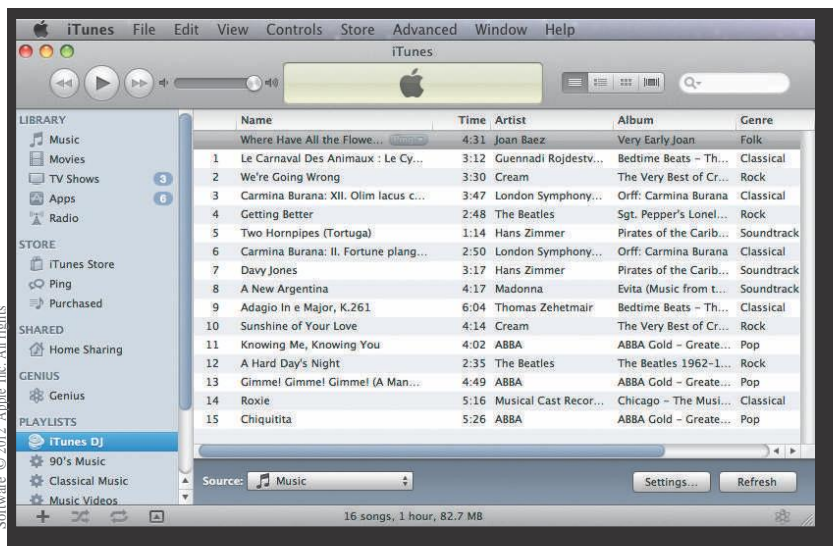 iTunes File Edit View Controls Store Advanced Window Help
iTunes
LIBRARY
Music
Movies
TV Shows 3
Apps 6
Radio
STORE
iTunes Store
Ping
Purchased
SHARED
Home Sharing
GENIUS
Genius
PLAYLISTS
iTunes DJ
90's Music
Classical Music
Music Videos
Name Time Artist Album Genre
Where Have All the Flowe... 4:31 Joan Baez Very Early Joan Folk
1 Le Carnaval Des Animaux : Le Cy... 3:12 Guennadi Rojdestv... Bedtime Beats – Th... Classical
2 We're Going Wrong 3:30 Cream The Very Best of Cr... Rock
3 Carmina Burana: XII. Olim lacus c... 3:47 London Symphony... Orff: Carmina Burana Classical
4 Getting Better 2:48 The Beatles Sgt. Pepper's Lonel... Rock
5 Two Hornpipes (Tortuga) 1:14 Hans Zimmer Pirates of the Carib... Soundtrack
6 Carmina Burana: II. Fortune plang... 2:50 London Symphony... Orff: Carmina Burana Classical
7 Davy Jones 3:17 Hans Zimmer Pirates of the Carib... Soundtrack
8 A New Argentina 4:17 Madonna Evita (Music from t... Soundtrack
9 Adagio In e Major, K.261 6:04 Thomas Zehetmair Bedtime Beats – Th... Classical
10 Sunshine of Your Love 4:14 Cream The Very Best of Cr... Rock
11 Knowing Me, Knowing You 4:02 ABBA ABBA Gold – Greate... Pop
12 A Hard Day's Night 2:35 The Beatles The Beatles 1962–1... Rock
13 Gimme! Gimme! Gimme! (A Man... 4:49 ABBA ABBA Gold – Greate... Pop
14 Roxie 5:16 Musical Cast Recor... Chicago – The Musi... Classical
15 Chiquitita 5:26 ABBA ABBA Gold – Greate... Pop
Source: Music Settings... Refresh
16 songs, 1 hour, 82.7 MB
Software © 2012 Apple Inc. All rights